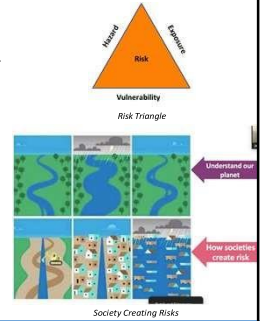 Hazard
Exposure
Risk
Vulnerability
Risk Triangle
Understand our
planet
How societies
create risk
Society Creating Risks